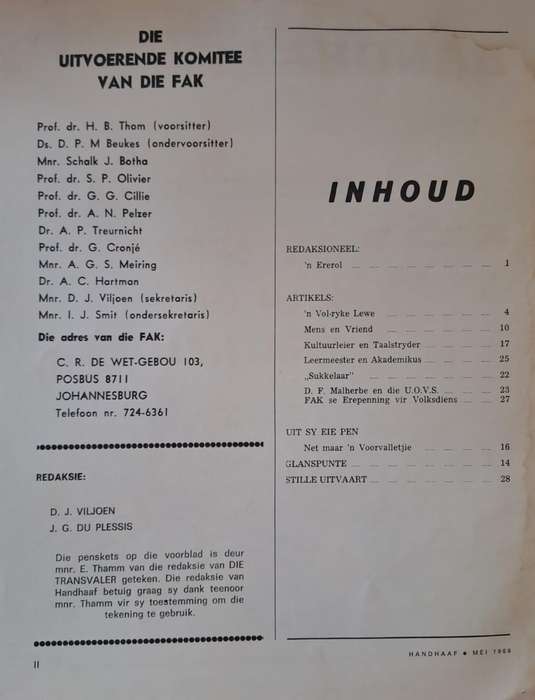 DIE
UITVOERENDE KOMITEE
VAN DIE FAK
Prof. dr. H. B. Thom (voorsitter)
Ds. D. P. M Beukes (ondervoorsitter)
Mnr. Schalk J. Botha
Prof. dr. S. P. Olivier
Prof. dr. G. G. Cillie
Prof. dr. A. N. Pelzer
Dr. A. P. Treurnicht
Prof. dr. G. Cronjé
Mnr. A. G. S. Meiring
Dr. A. C. Hartman
Mnr. D. J. Viljoen (sekretaris)
Mnr. I. J. Smit (ondersekretaris)
Die adres van die FAK:
C. R. DE WET-GEBOU 103,
POSBUS 8711
JOHANNESBURG
Telefoon nr. 724-6361
REDAKSIE:
D. J. VILJOEN
J. G. DU PLESSIS
Die penskets op die voorblad is deur
mnr. E. Thamm van die redaksie van DIE
TRANSVALER geteken. Die redaksie van
Handhaaf betuig graag sy dank teenoor
mnr. Thamm vir sy toestemming om die
tekening te gebruik.
II
INHOUD
REDAKSIONEEL:
'n Ererol 1
ARTIKELS:
'n Vol-ryke Lewe 4
Mens en Vriend 10
Kultuurleier en Taalstryder 17
Leermeester en Akademikus 25
„Sukkelaar" 22
D. F. Malherbe en die U.O.V.S. 23
FAK se Erepenning vir Volksdiens 27
UIT SY EIE PEN
Net maar 'n Voorvalletjie 16
GLANSPUNTE 14
STILLE UITVAART 28
HANDHAAF ● MEI 1969